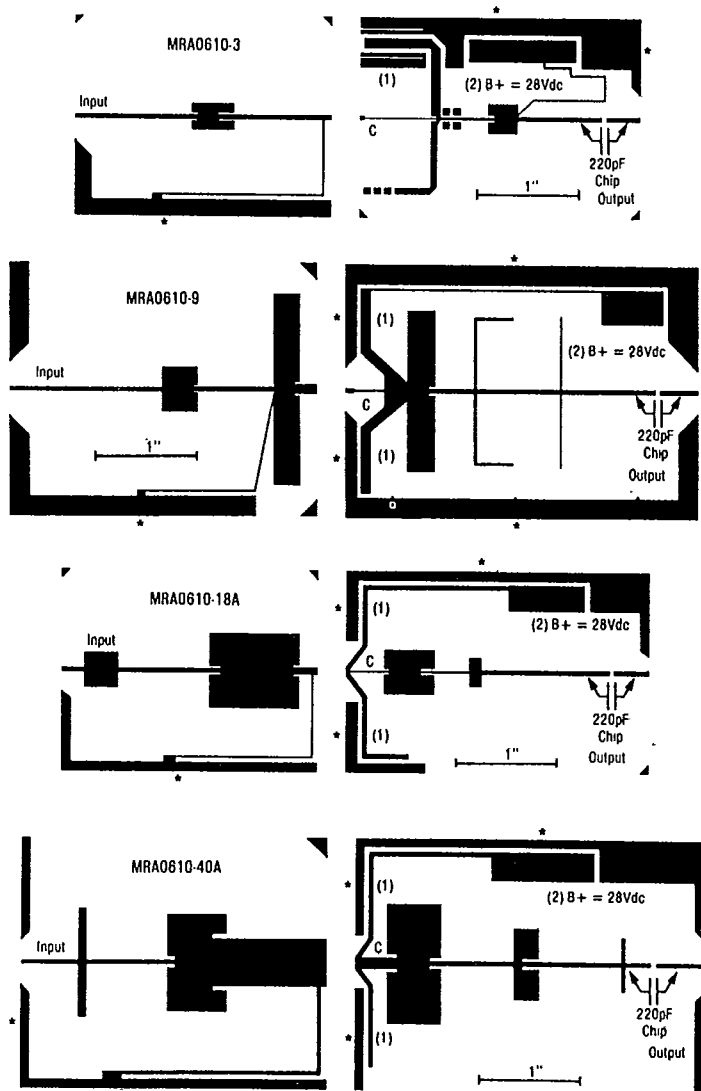 MRA0610-3
Input
*
*
*
(1)
(2) B+ = 28Vdc
C
220pF
Chip
Output
1"
*
MRA0610-9
Input
1"
*
*
*
(1)
(2) B+ = 28Vdc
C
(1)
220pF
Chip
Output
*
*
MRA0610-18A
Input
*
*
*
(1)
(2) B+ = 28Vdc
C
(1)
220pF
Chip
Output
*
1"
MRA0610-40A
Input
*
*
*
(1)
(2) B+ = 28Vdc
C
(1)
220pF
Chip
Output
*
1"